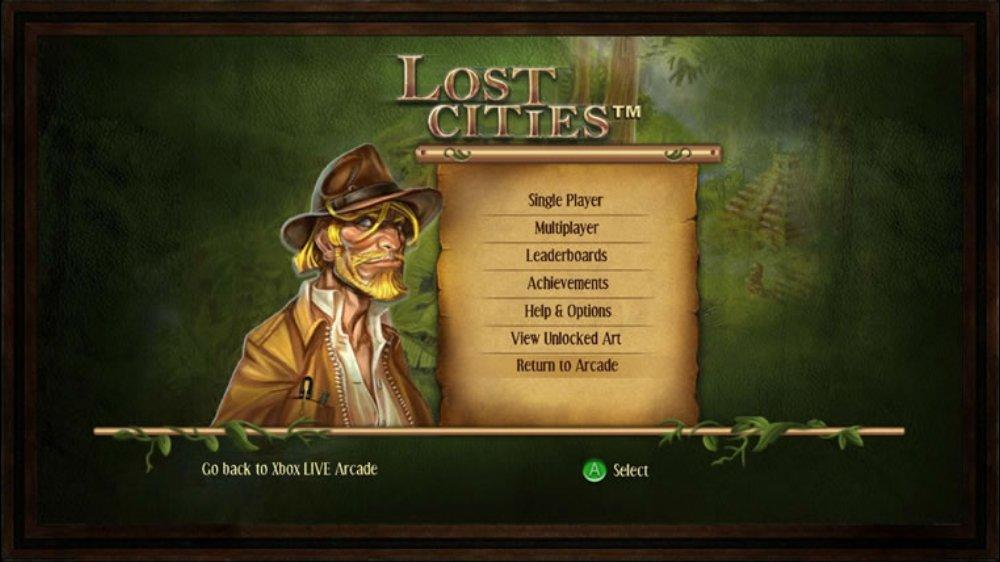 LOST
CITIES™
Single Player
Multiplayer
Leaderboards
Achievements
Help & Options
View Unlocked Art
Return to Arcade
Go back to Xbox LIVE Arcade
A Select